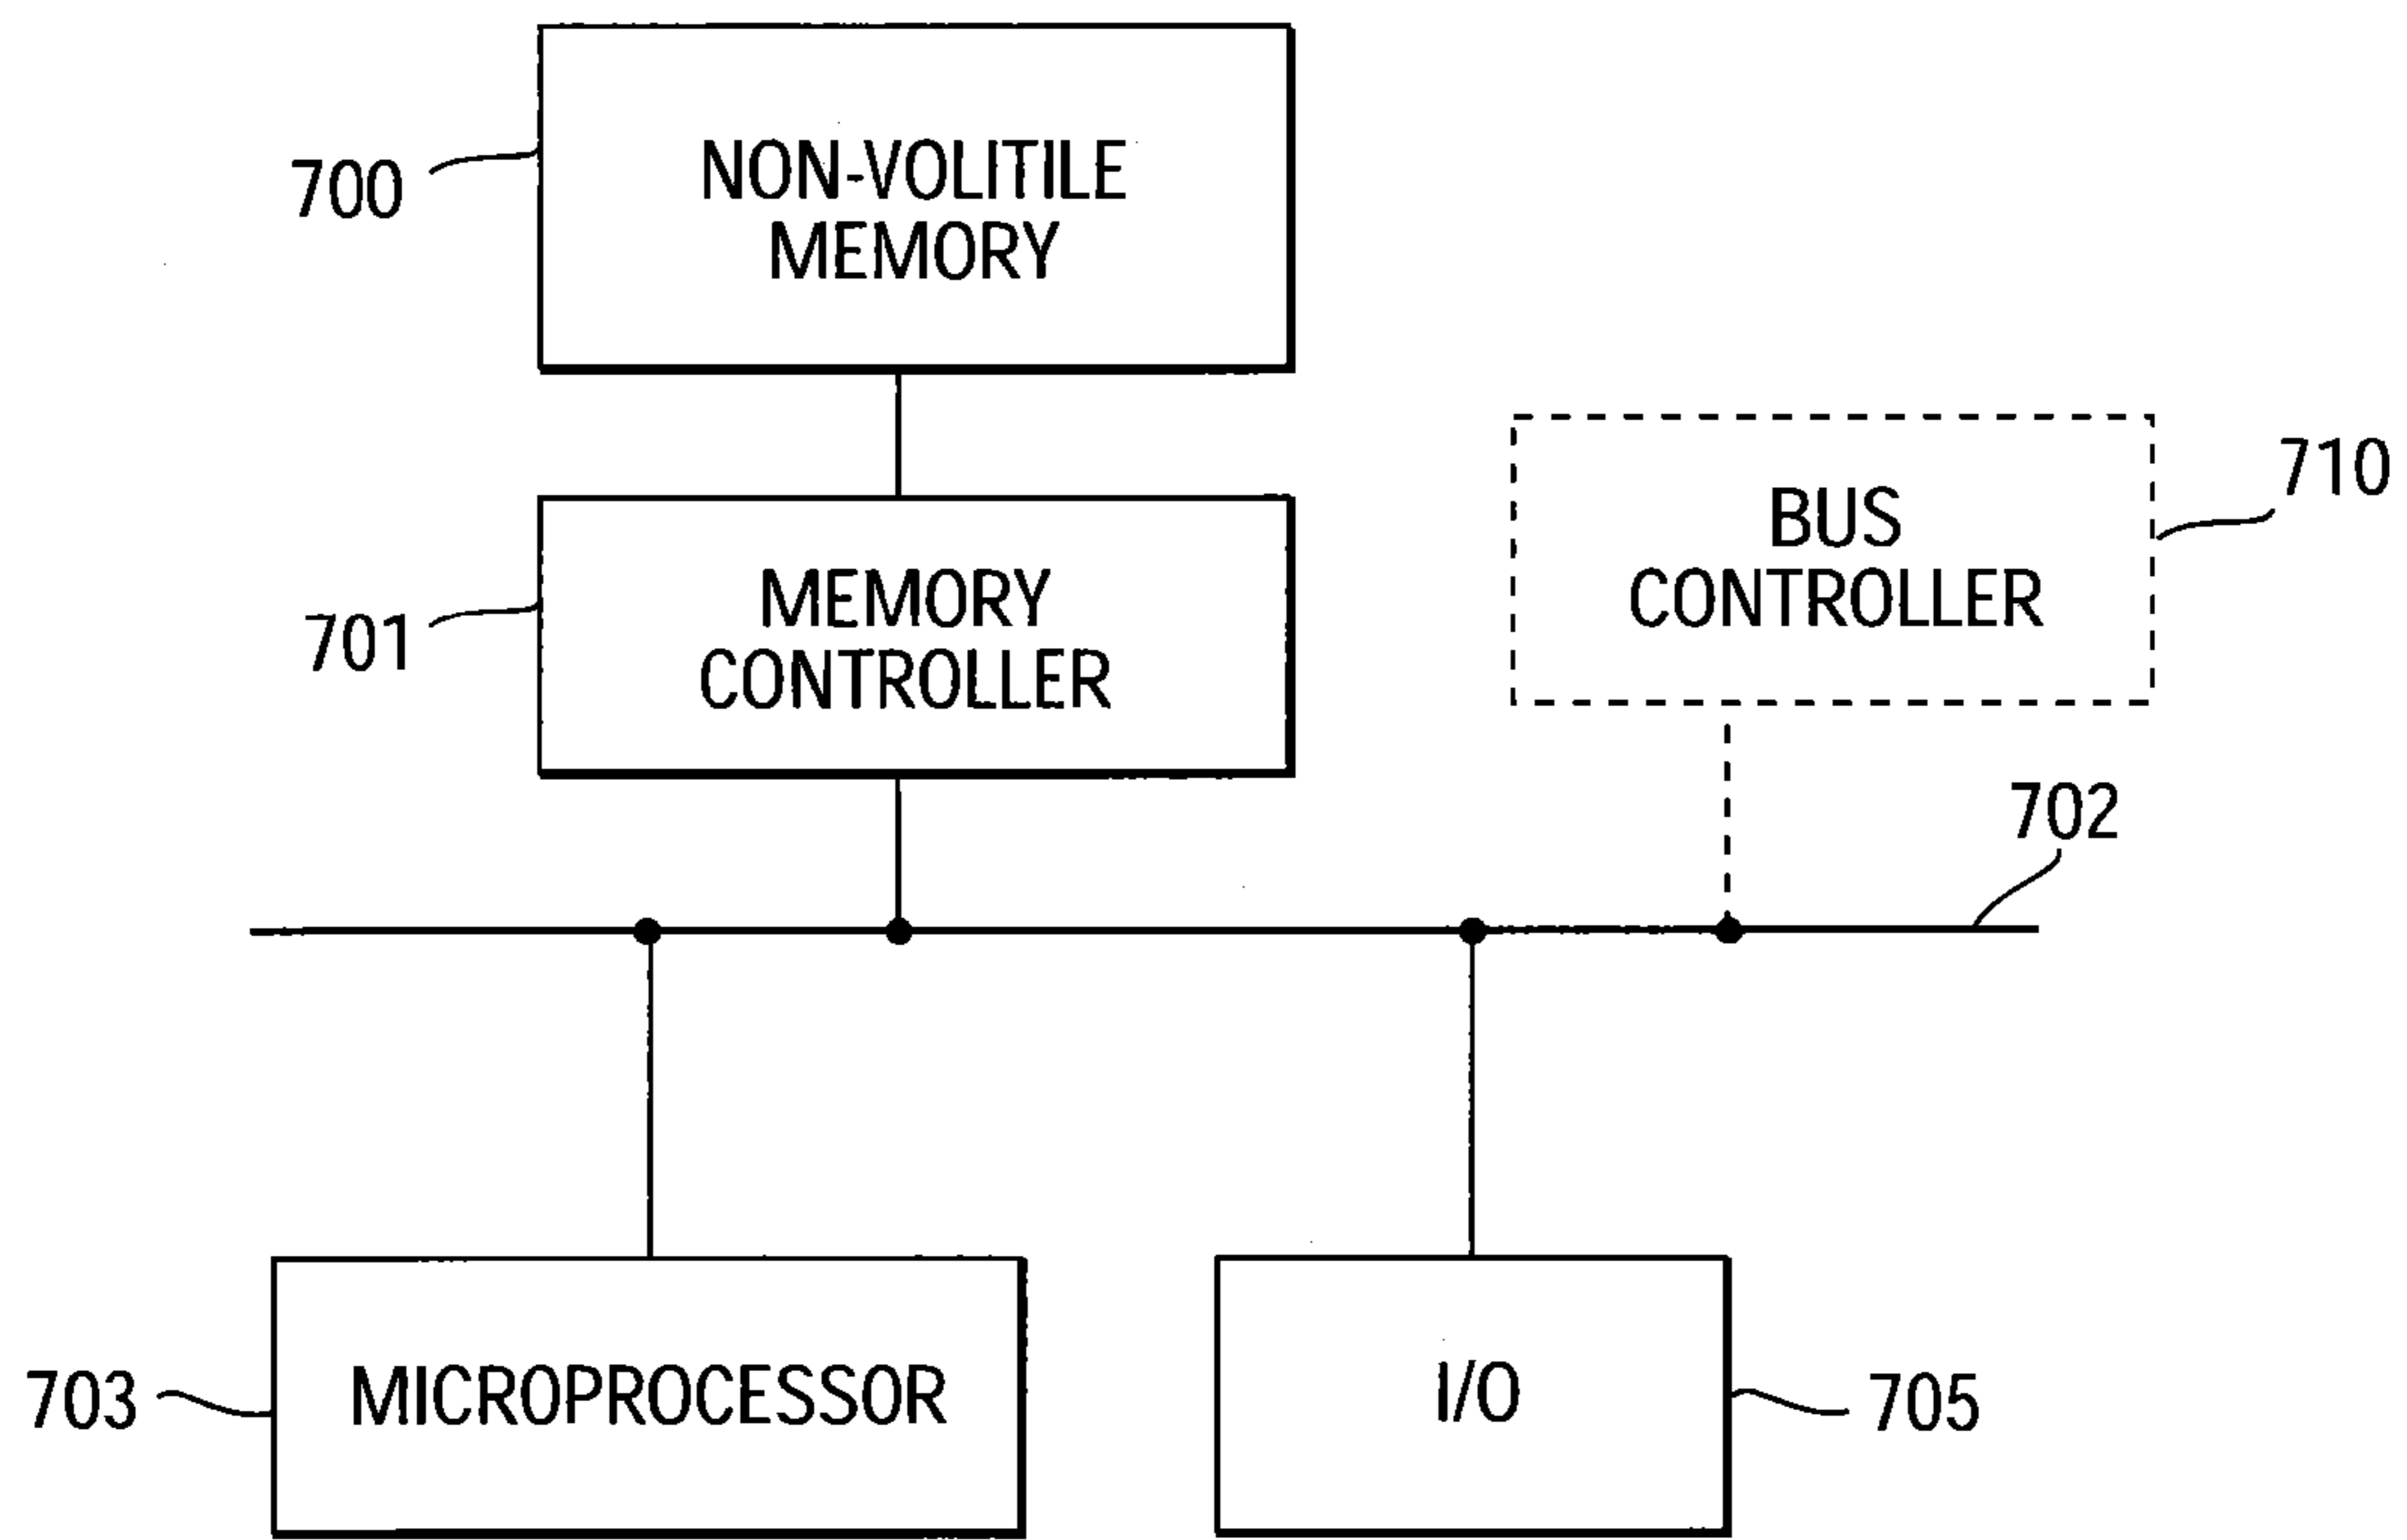 NON-VOLITILE
MEMORY
700
MEMORY
CONTROLLER
701
BUS
CONTROLLER
710
702
MICROPROCESSOR
703
I/O
705